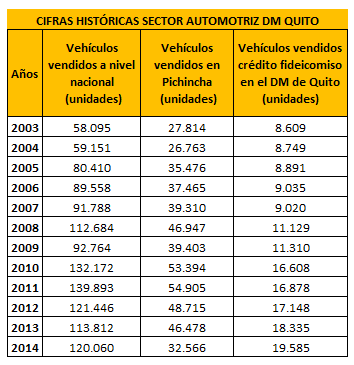 CIFRAS HISTÓRICAS SECTOR AUTOMOTRIZ DM QUITO
Años
Vehículos vendidos a nivel nacional (unidades)
Vehículos vendidos en Pichincha (unidades)
Vehículos vendidos crédito fideicomiso en el DM de Quito (unidades)
2003 58.095 27.814 8.609
2004 59.151 26.763 8.749
2005 80.410 35.476 8.891
2006 89.558 37.465 9.035
2007 91.788 39.310 9.020
2008 112.684 46.947 11.129
2009 92.764 39.403 11.310
2010 132.172 53.394 16.608
2011 139.893 54.905 16.878
2012 121.446 48.715 17.148
2013 113.812 46.478 18.335
2014 120.060 32.566 19.585